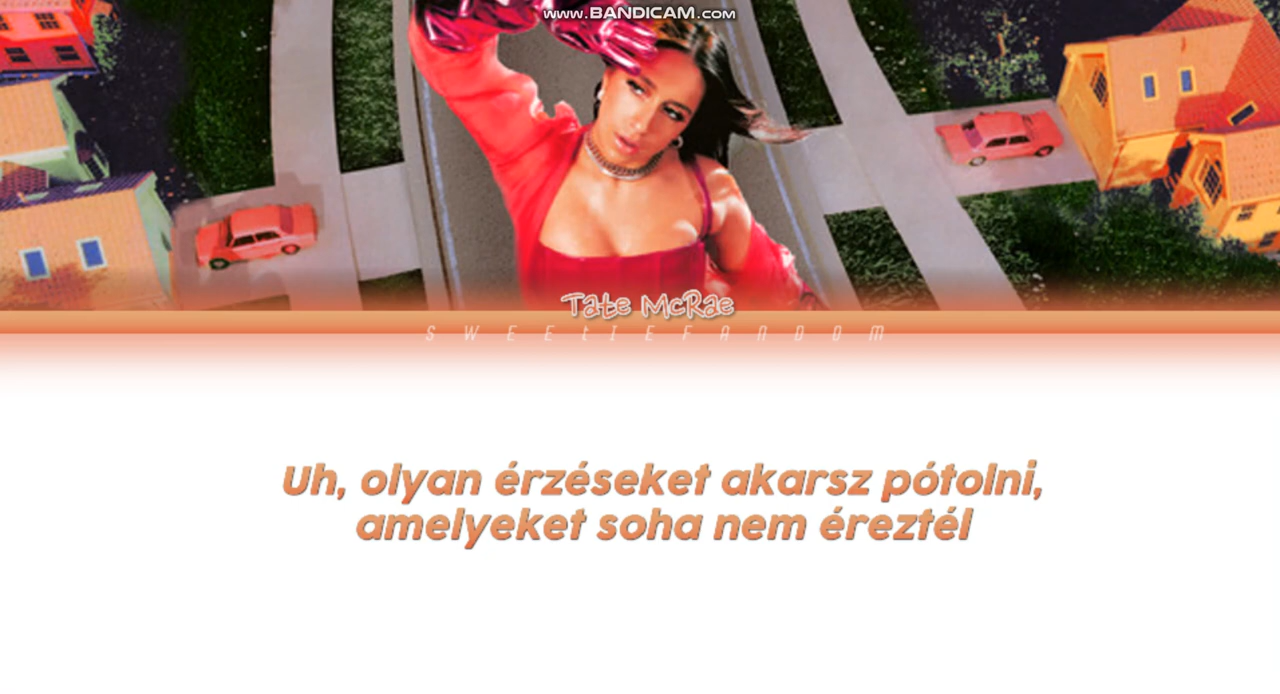 www.BANDICAM.com
Tate McRae
SWEEtIEFANDOM
Uh, olyan érzéseket akarsz pótolni,
amelyeket soha nem éreztél